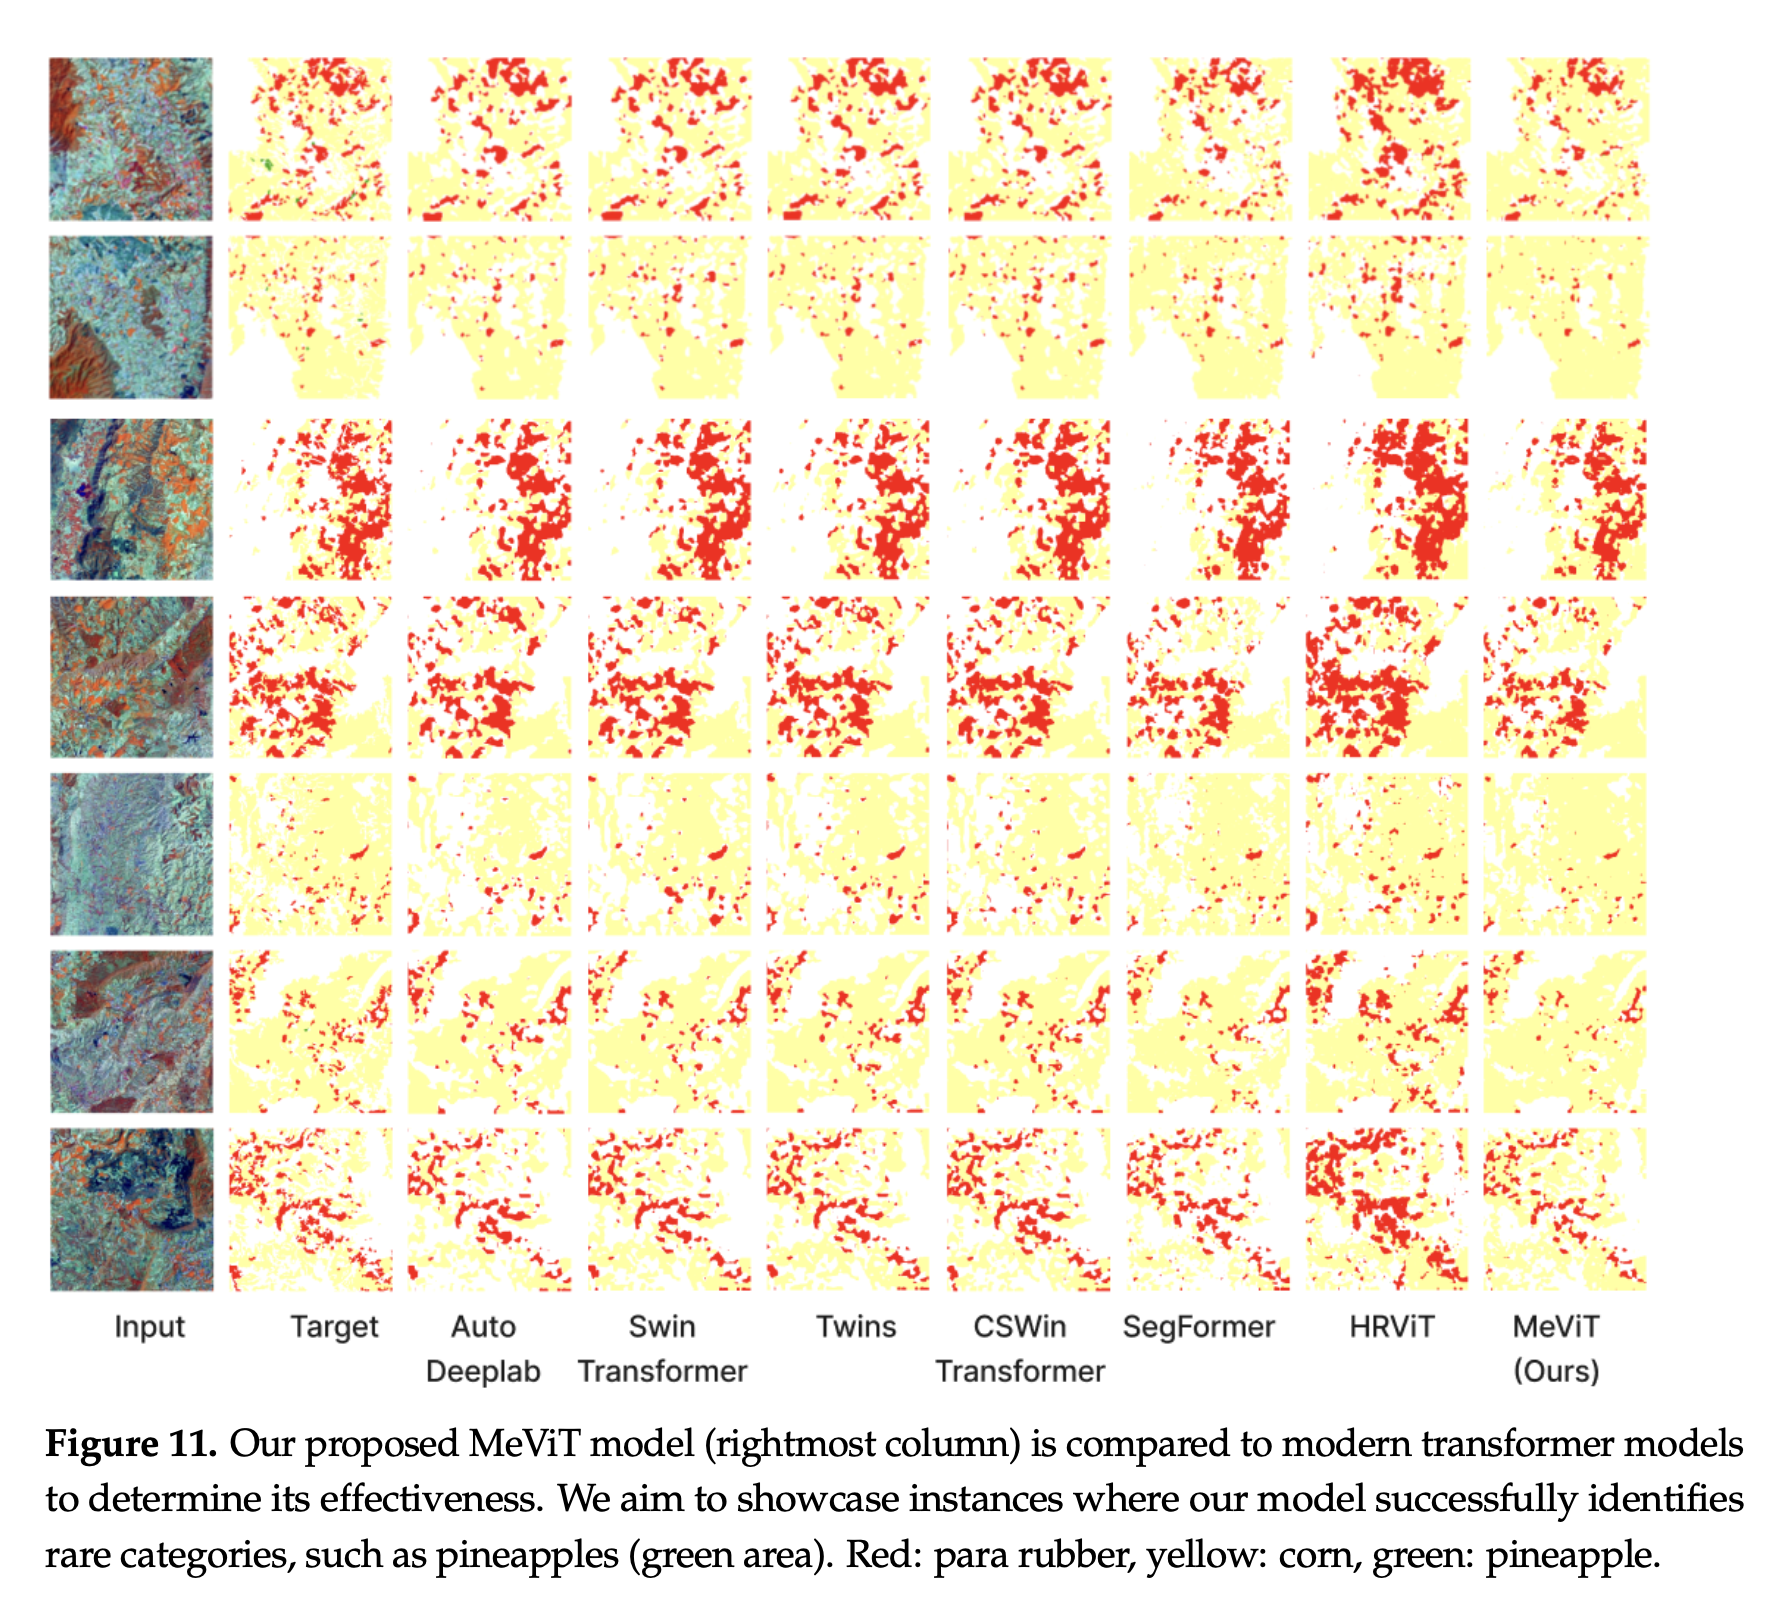 Input Target Auto Swin Twins CSWin SegFormer HRViT MeViT
Deeplab Transformer Transformer (Ours)
Figure 11. Our proposed MeViT model (rightmost column) is compared to modern transformer models
to determine its effectiveness. We aim to showcase instances where our model successfully identifies
rare categories, such as pineapples (green area). Red: para rubber, yellow: corn, green: pineapple.